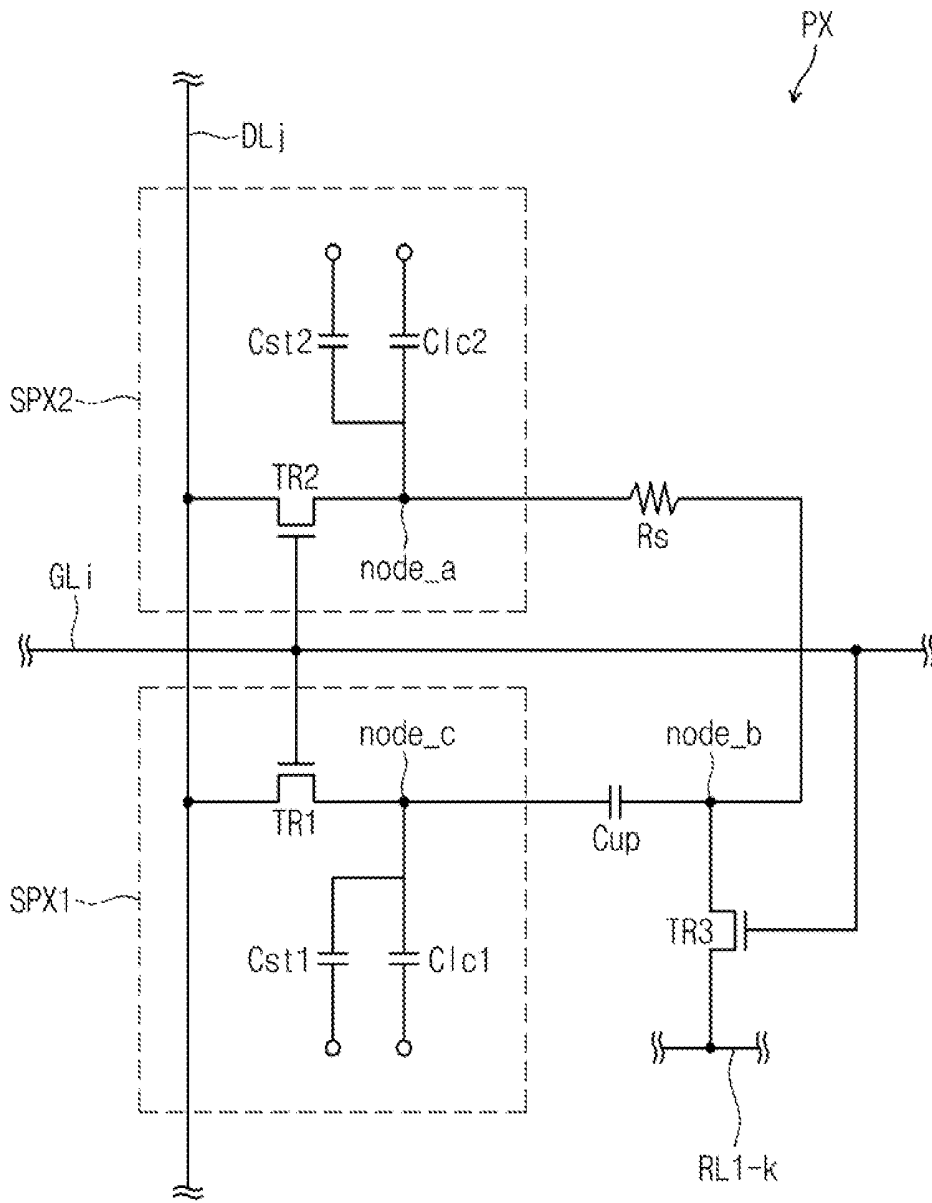 PX
DLj
Cst2
Clc2
SPX2
TR2
Rs
node_a
GLi
node_c
node_b
TR1
Cup
SPX1
TR3
Cst1
Clc1
RL1-k